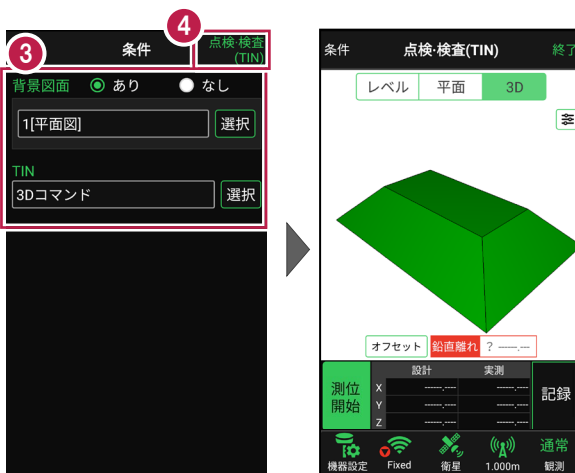 3
条件
4
点検･検査
(TIN)
背景図面
あり
なし
1[平面図]
選択
TIN
3Dコマンド
選択
条件
点検･検査(TIN)
終了
レベル
平面
3D
オフセット
鉛直離れ
? -----.---
測位
開始
設計
実測
X
------.----
------.----
Y
------.----
------.----
Z
------.----
------.----
記録
機器設定
Fixed
衛星
1.000m
通常
観測